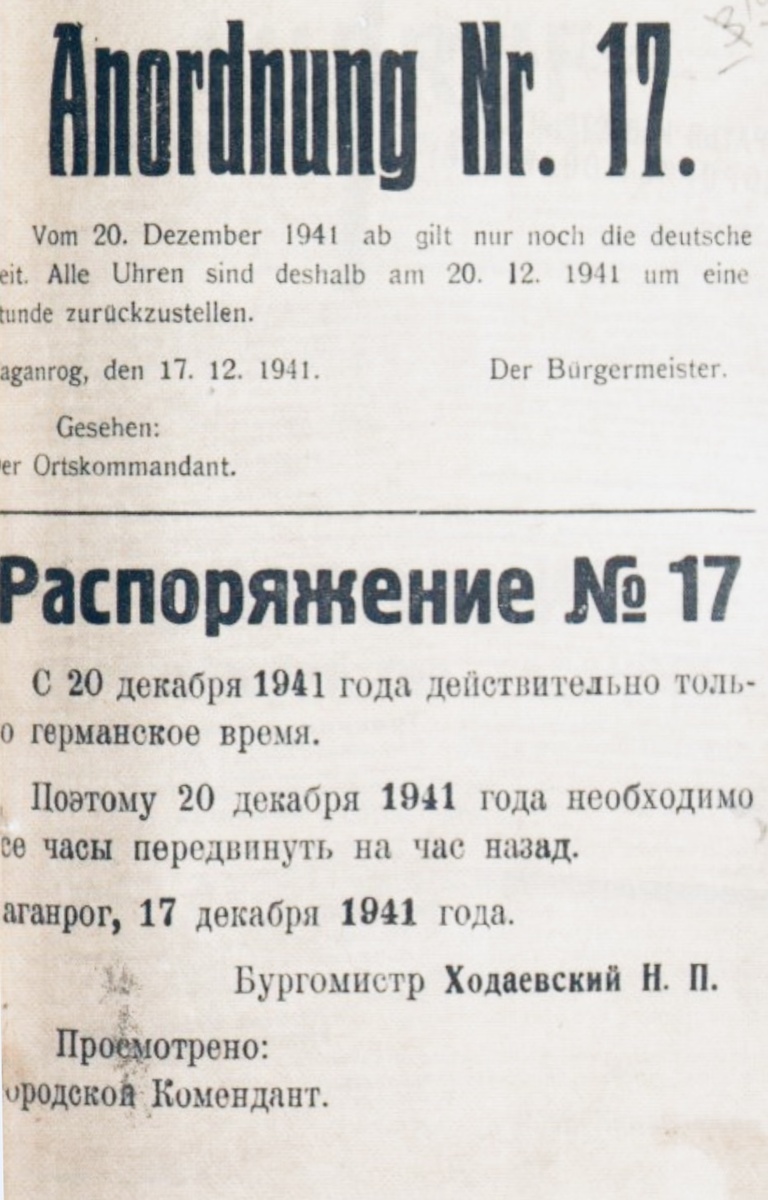 Anordnung Nr. 17.
Vom 20. Dezember 1941 ab gilt nur noch die deutsche
eit. Alle Uhren sind deshalb am 20. 12. 1941 um eine
tunde zurückzustellen.
aganrog, den 17. 12. 1941. Der Bürgermeister.
Gesehen:
er Ortskommandant.
Распоряжение № 17
С 20 декабря 1941 года действительно толь-
о германское время.
Поэтому 20 декабря 1941 года необходимо
се часы передвинуть на час назад.
аганрог, 17 декабря 1941 года.
Бургомистр Ходаевский Н. П.
Просмотрено:
ородской Комендант.